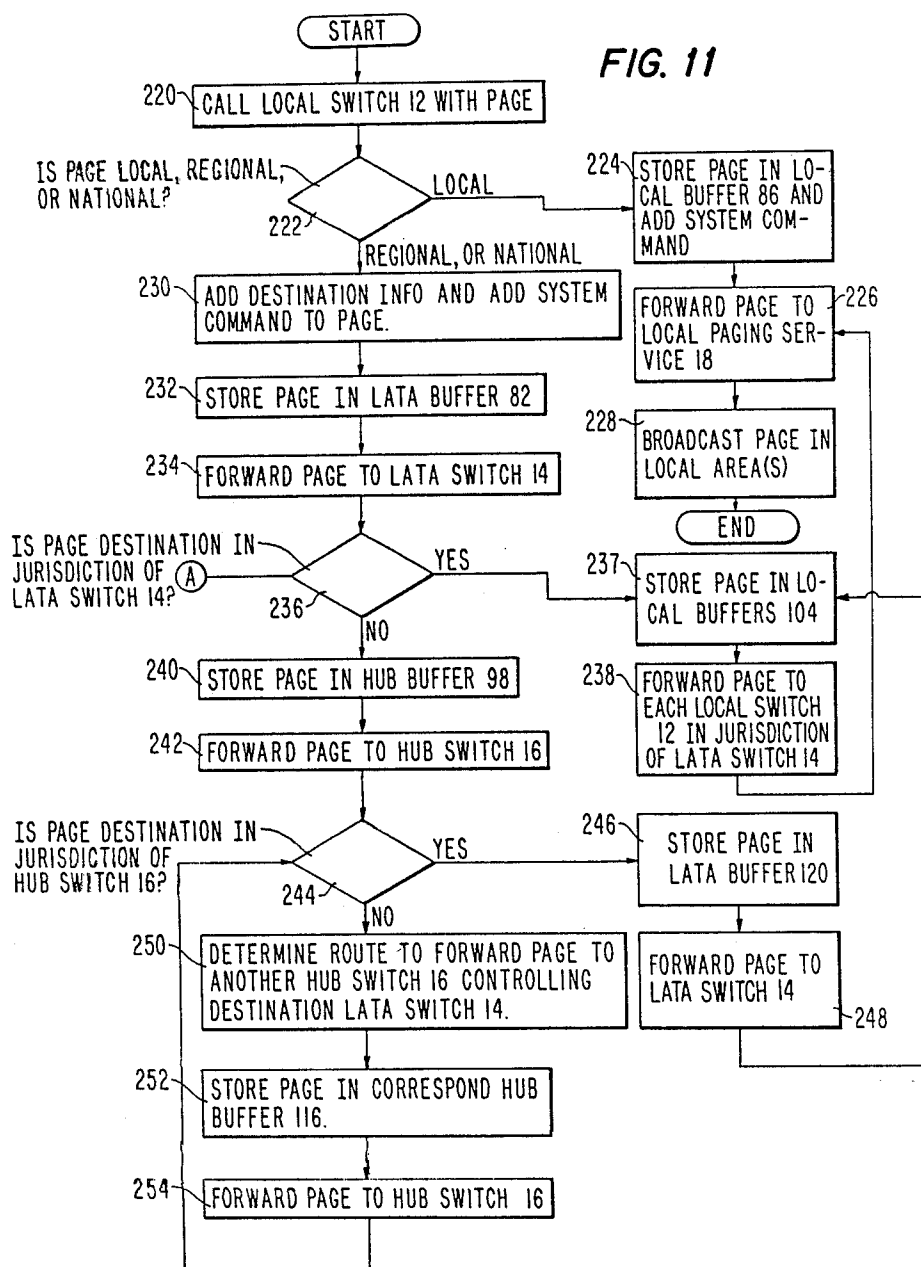 START
FIG. 11
220
CALL LOCAL SWITCH 12 WITH PAGE
IS PAGE LOCAL, REGIONAL,
OR NATIONAL?
222
LOCAL
REGIONAL, OR NATIONAL
224
STORE PAGE IN LO-
CAL BUFFER 86 AND
ADD SYSTEM COM-
MAND
230
ADD DESTINATION INFO AND ADD SYSTEM
COMMAND TO PAGE.
226
FORWARD PAGE TO
LOCAL PAGING SER-
VICE 18
232
STORE PAGE IN LATA BUFFER 82
228
BROADCAST PAGE IN
LOCAL AREA(S)
234
FORWARD PAGE TO LATA SWITCH 14
END
IS PAGE DESTINATION IN
JURISDICTION OF
LATA SWITCH 14?
A
236
YES
NO
237
STORE PAGE IN LO-
CAL BUFFERS 104
240
STORE PAGE IN HUB BUFFER 98
238
FORWARD PAGE TO
EACH LOCAL SWITCH
12 IN JURISDICTION
OF LATA SWITCH 14
242
FORWARD PAGE TO HUB SWITCH 16
IS PAGE DESTINATION IN
JURISDICTION OF
HUB SWITCH 16?
244
YES
NO
246
STORE PAGE IN
LATA BUFFER 120
250
DETERMINE ROUTE TO FORWARD PAGE TO
ANOTHER HUB SWITCH 16 CONTROLLING
DESTINATION LATA SWITCH 14.
FORWARD PAGE TO
LATA SWITCH 14
248
252
STORE PAGE IN CORRESPOND HUB
BUFFER 116.
254
FORWARD PAGE TO HUB SWITCH 16